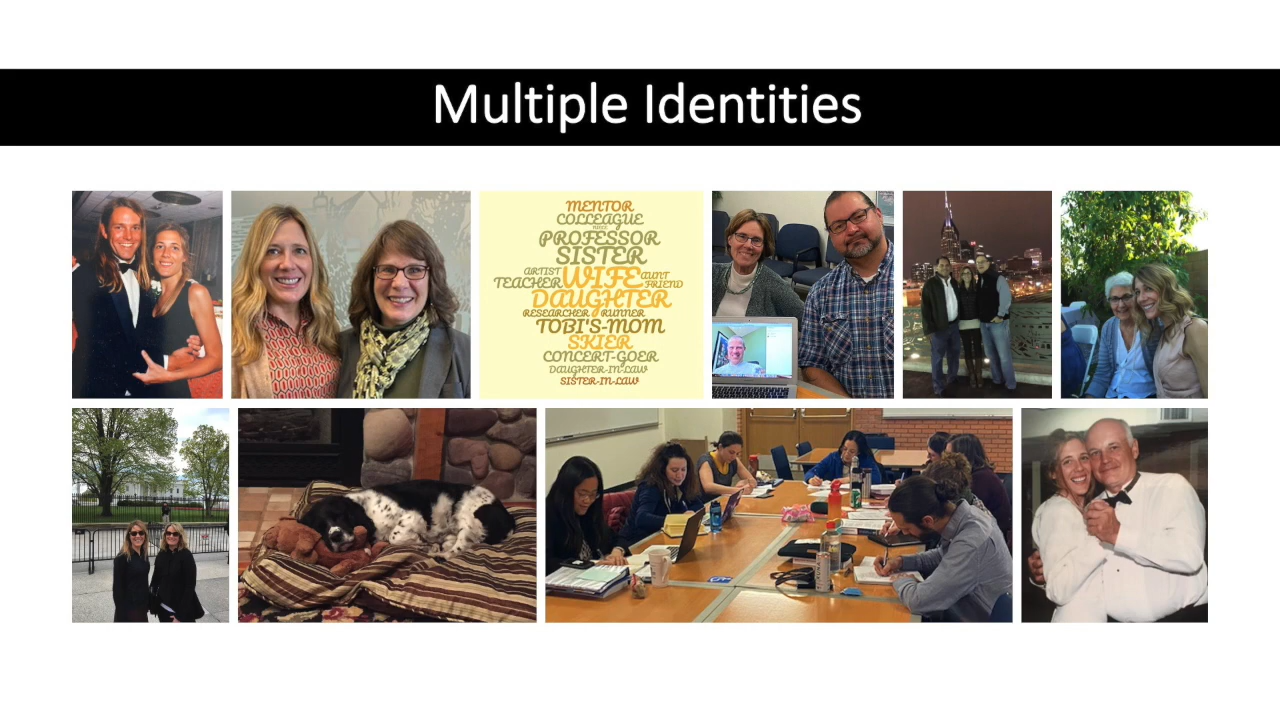 Multiple Identities
MENTOR
COLLEAGUE
PROFESSOR
SISTER
ARTIST WIFE AUNT
TEACHER FRIEND
DAUGHTER
RESEARCHER RUNNER
TOBI'S-MOM
SKIER
CONCERT-GOER
DAUGHTER-IN-LAW
SISTER-IN-LAW